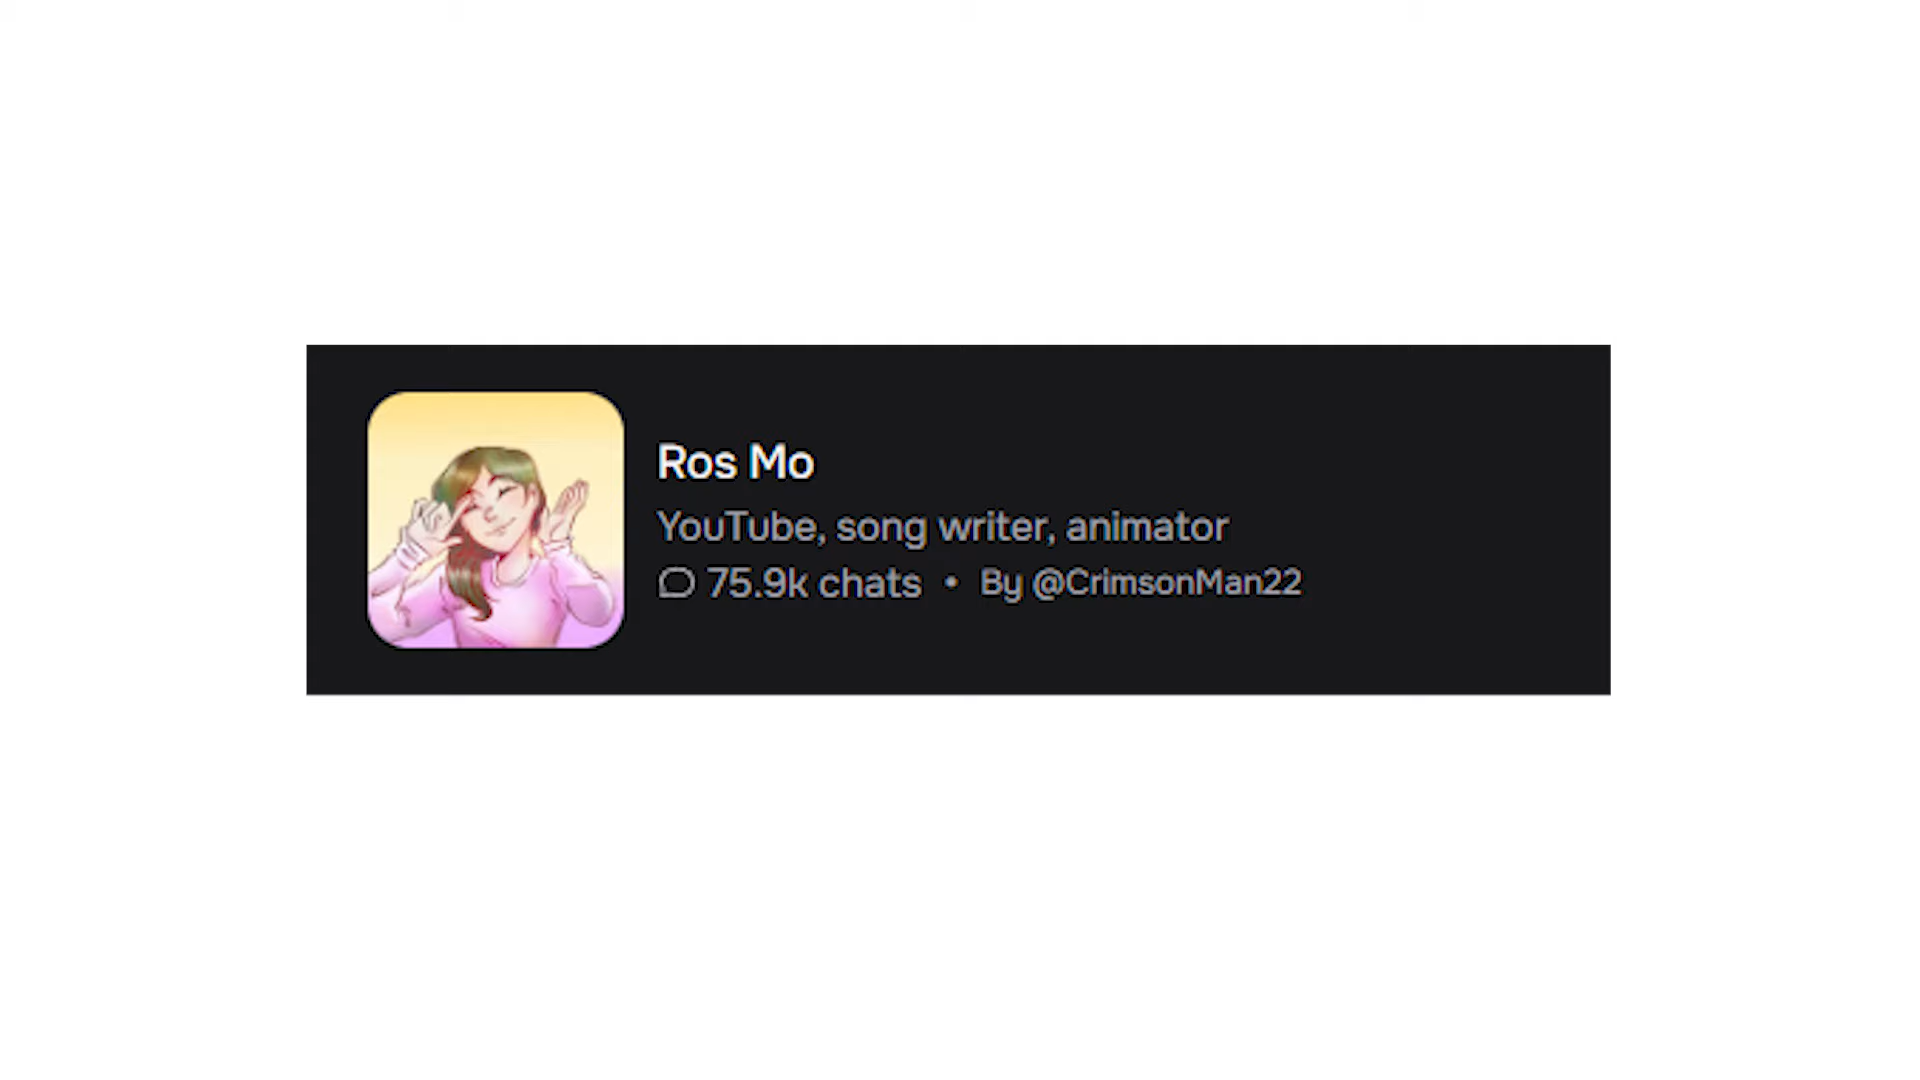 Ros Mo
YouTube, song writer, animator
75.9k chats • By @CrimsonMan22